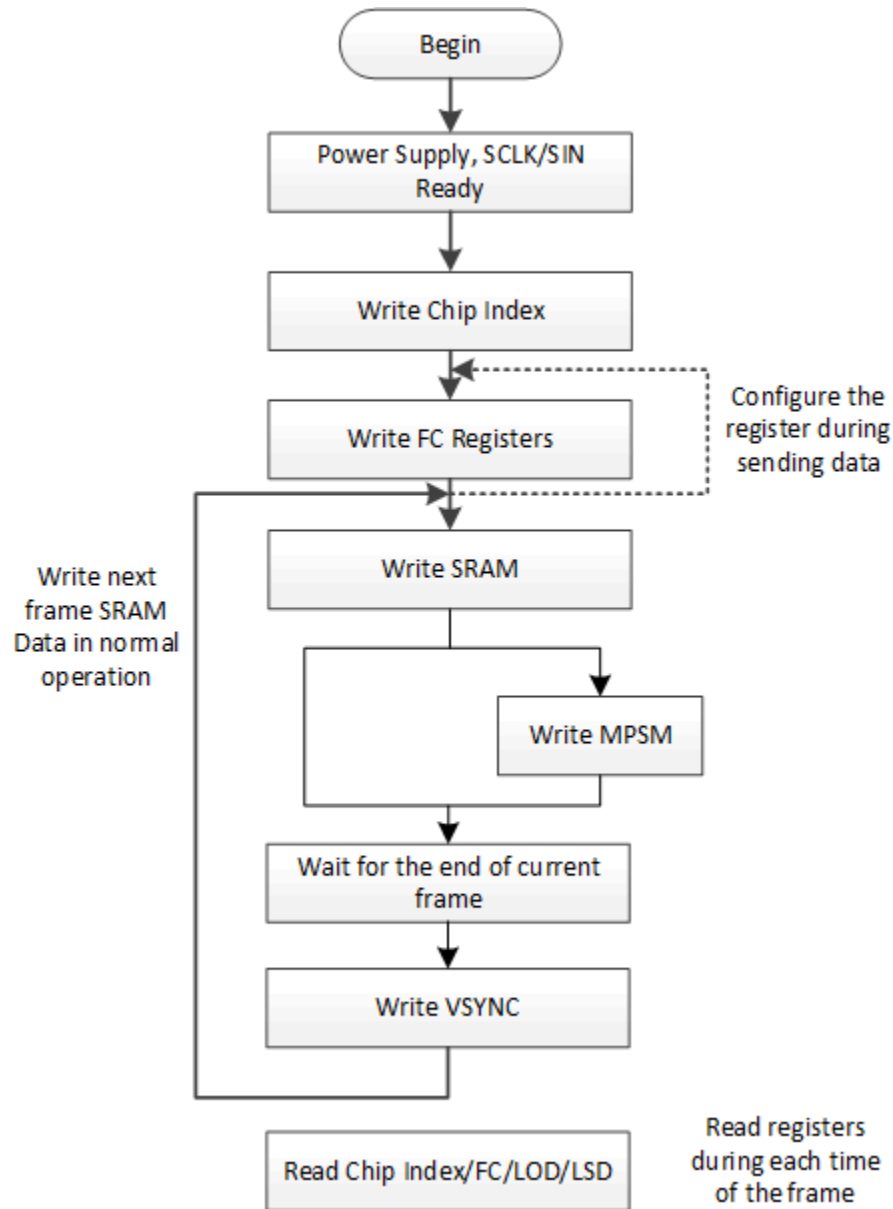 Begin
Power Supply, SCLK/SIN
Ready
Write Chip Index
Configure the
register during
sending data
Write FC Registers
Write SRAM
Write next
frame SRAM
Data in normal
operation
Write MPSM
Wait for the end of current
frame
Write VSYNC
Read Chip Index/FC/LOD/LSD
Read registers
during each time
of the frame